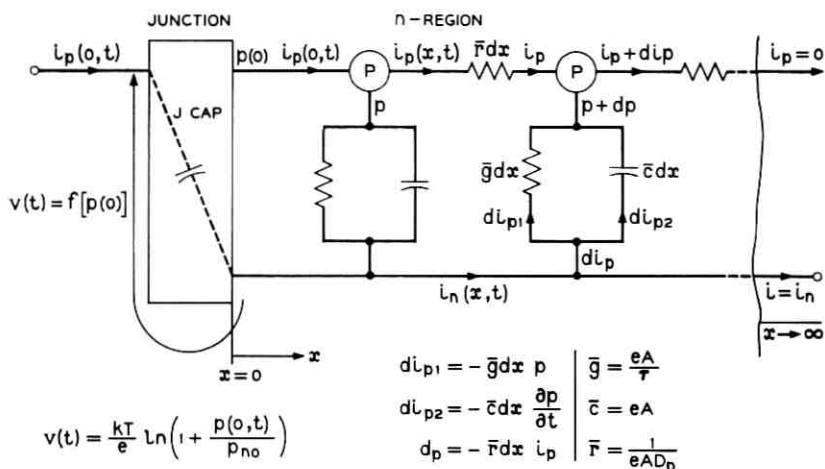 JUNCTION
n-REGION
i_p(0,t)
p(0)
i_p(0,t)
P
i_p(x,t)
r̄dx
i_p
P
i_p+di_p
i_p=0
J CAP
p
p+dp
v(t)=f[p(0)]
ḡdx
c̄dx
di_p1
di_p2
di_p
i_n(x,t)
i=i_n
x→∞
x
x=0
di_p1 = - ḡdx p
ḡ = eA/τ
di_p2 = - c̄dx ∂p/∂t
c̄ = eA
d_p = - r̄dx i_p
r̄ = 1/eAD_p
v(t) = kT/e ln(1+ p(0,t)/p_no)